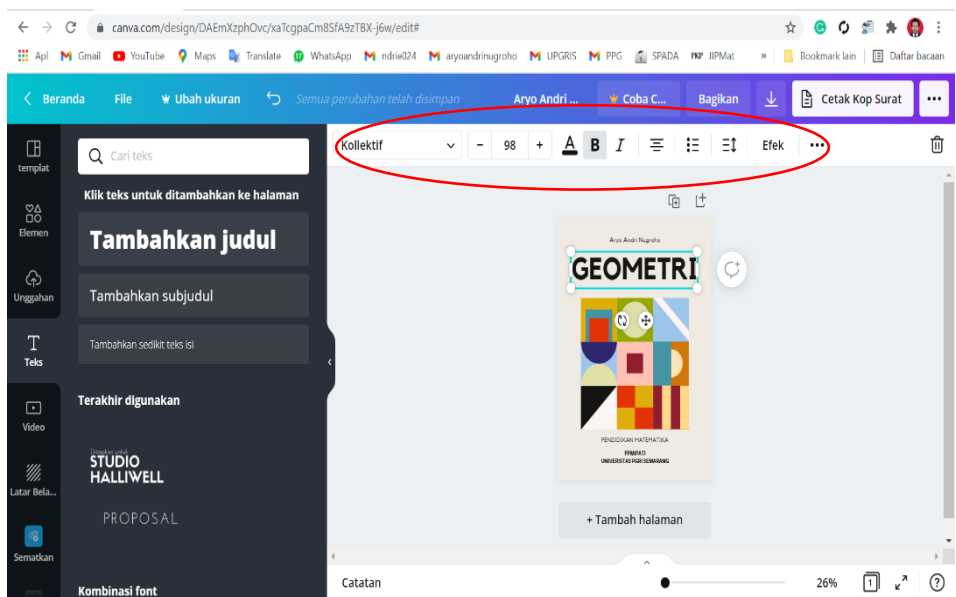 canva.com/design/DAEmXzphOvc/xaTcgpaCm8SfA9zTBX-j6w/edit#
Apl Gmail YouTube Maps Translate WhatsApp ndrie024 aryoandrinugroho UPGRIS PPG SPADA PKP JIPMat » Bookmark lain Daftar bacaan
Beranda File Ubah ukuran Semua perubahan telah disimpan Aryo Andri ... Coba C... Bagikan Cetak Kop Surat
Kollektif - 98 + A B I Efek
templat
Elemen
Unggahan
T
Teks
Video
Latar Bela...
Sematkan
Cari teks
Klik teks untuk ditambahkan ke halaman
Tambahkan judul
Tambahkan subjudul
Tambahkan sedikit teks isi
Terakhir digunakan
STUDIO
HALLIWELL
PROPOSAL
Kombinasi font
Aryo Andri Nugroho
GEOMETRI
PENDIDIKAN MATEMATIKA
FPMIPATI
UNIVERSITAS PGRI SEMARANG
+ Tambah halaman
Catatan 26% 1 ?